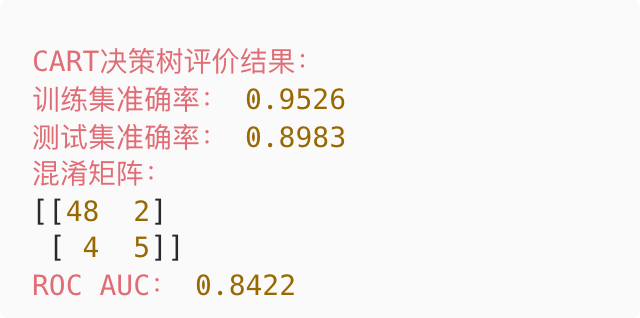 CART决策树评价结果：
训练集准确率： 0.9526
测试集准确率： 0.8983
混淆矩阵：
[[48  2]
 [ 4  5]]
ROC AUC： 0.8422